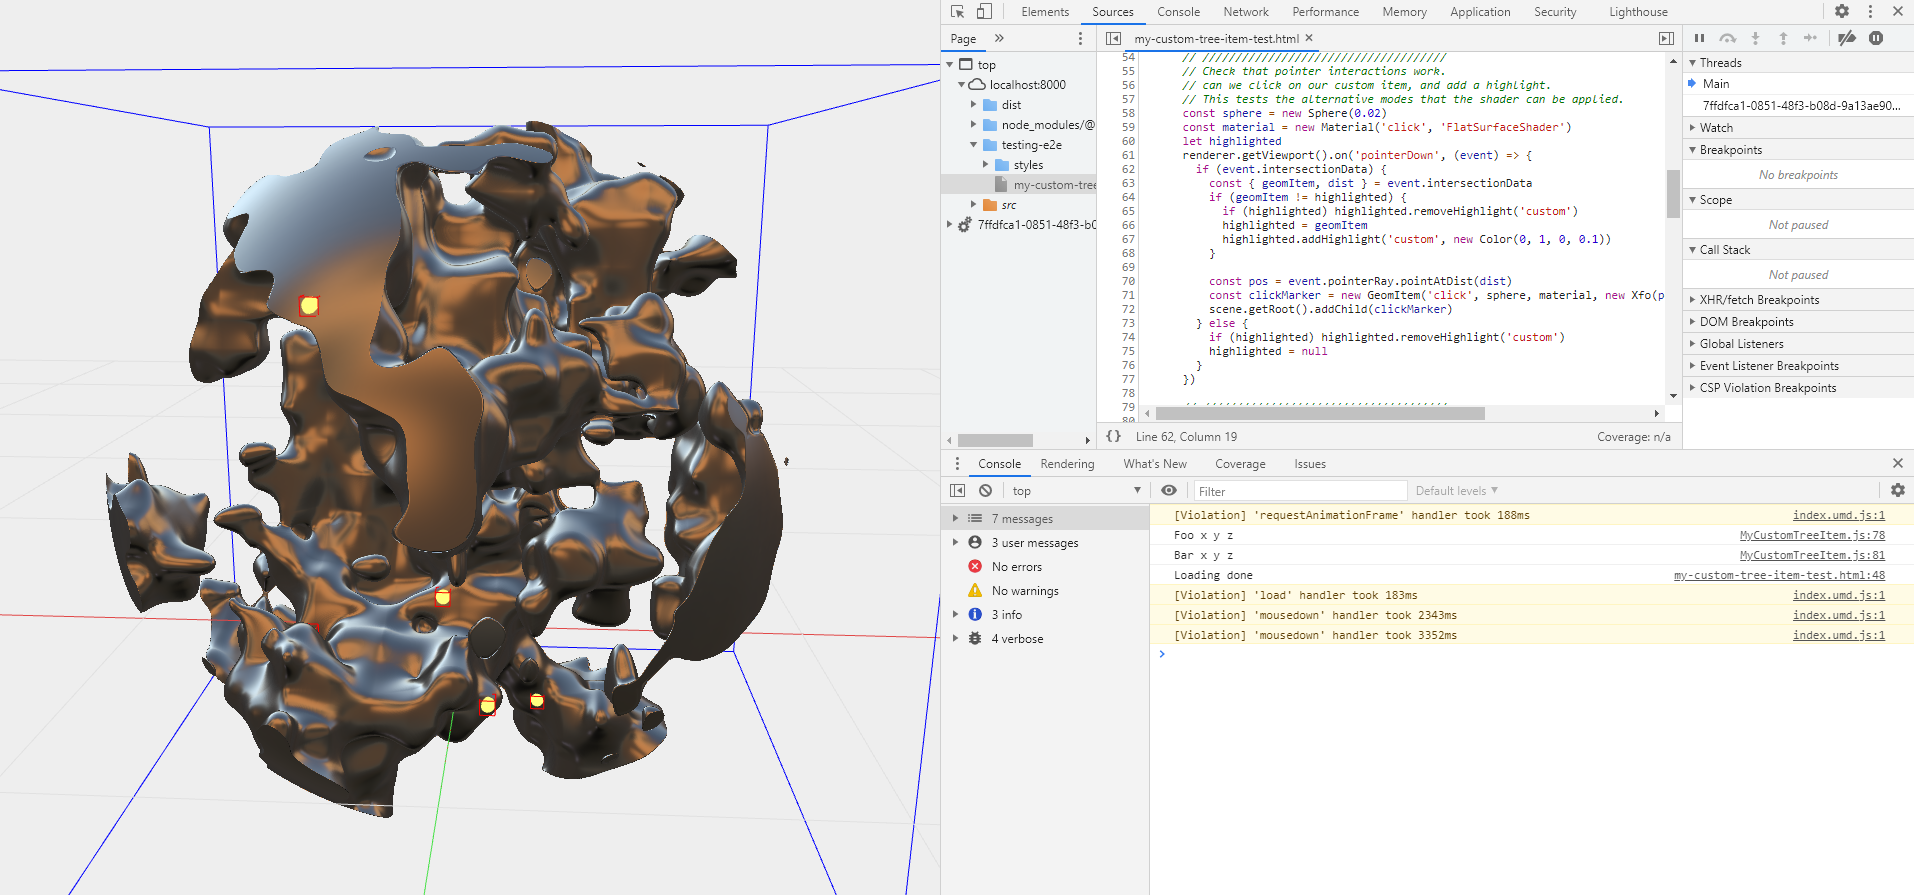 Elements Sources Console Network Performance Memory Application Security Lighthouse
Page
top
localhost:8000
dist
node_modules/@
testing-e2e
styles
my-custom-tree
src
7ffdfca1-0851-48f3-b0
my-custom-tree-item-test.html
54 // /////////////////////////////////////
55 // Check that pointer interactions work.
56 // can we click on our custom item, and add a highlight.
57 // This tests the alternative modes that the shader can be applied.
58 const sphere = new Sphere(0.02)
59 const material = new Material('click', 'FlatSurfaceShader')
60 let highlighted
61 renderer.getViewport().on('pointerDown', (event) => {
62 if (event.intersectionData) {
63 const { geomItem, dist } = event.intersectionData
64 if (geomItem != highlighted) {
65 if (highlighted) highlighted.removeHighlight('custom')
66 highlighted = geomItem
67 highlighted.addHighlight('custom', new Color(0, 1, 0, 0.1))
68 }
69
70 const pos = event.pointerRay.pointAtDist(dist)
71 const clickMarker = new GeomItem('click', sphere, material, new Xfo(p
72 scene.getRoot().addChild(clickMarker)
73 } else {
74 if (highlighted) highlighted.removeHighlight('custom')
75 highlighted = null
76 }
77 })
78
79
80
{} Line 62, Column 19 Coverage: n/a
Threads
Main
7ffdfca1-0851-48f3-b08d-9a13ae90...
Watch
Breakpoints
No breakpoints
Scope
Not paused
Call Stack
Not paused
XHR/fetch Breakpoints
DOM Breakpoints
Global Listeners
Event Listener Breakpoints
CSP Violation Breakpoints
Console Rendering What's New Coverage Issues
top Filter Default levels
7 messages
3 user messages
No errors
No warnings
3 info
4 verbose
[Violation] 'requestAnimationFrame' handler took 188ms index.umd.js:1
Foo x y z MyCustomTreeItem.js:78
Bar x y z MyCustomTreeItem.js:81
Loading done my-custom-tree-item-test.html:48
[Violation] 'load' handler took 183ms index.umd.js:1
[Violation] 'mousedown' handler took 2343ms index.umd.js:1
[Violation] 'mousedown' handler took 3352ms index.umd.js:1